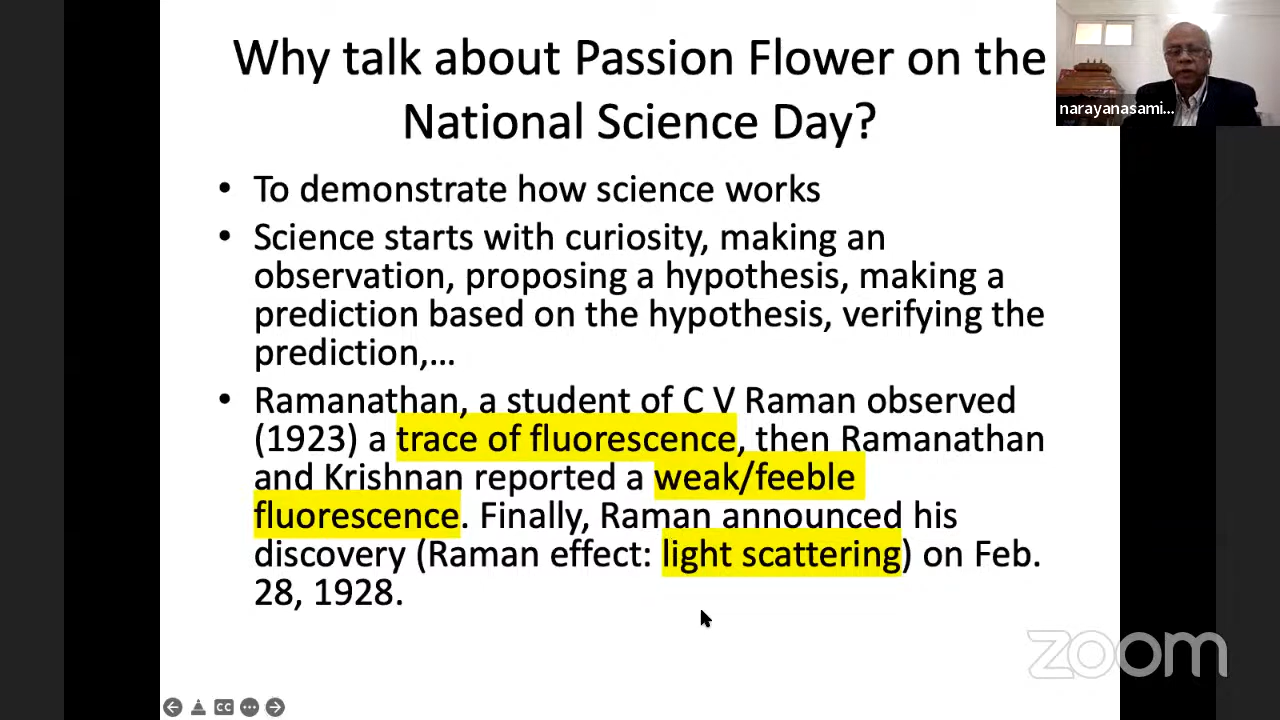 Why talk about Passion Flower on the
National Science Day?
narayanasami...
• To demonstrate how science works
• Science starts with curiosity, making an
observation, proposing a hypothesis, making a
prediction based on the hypothesis, verifying the
prediction,...
• Ramanathan, a student of C V Raman observed
(1923) a trace of fluorescence, then Ramanathan
and Krishnan reported a weak/feeble
fluorescence. Finally, Raman announced his
discovery (Raman effect: light scattering) on Feb.
28, 1928.
zoom
CC